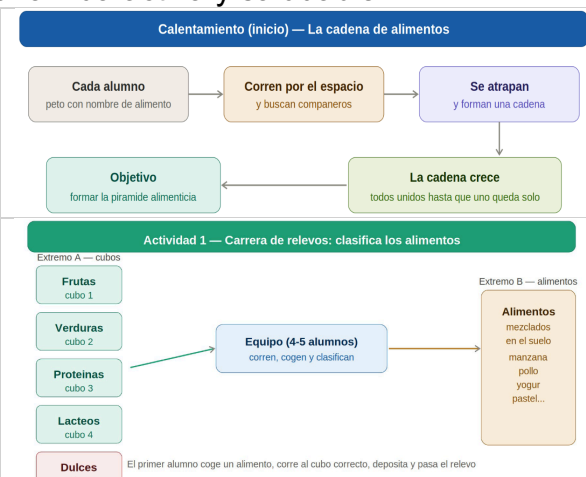 Calentamiento (inicio) — La cadena de alimentos
Cada alumno
peto con nombre de alimento
Corren por el espacio
y buscan companeros
Se atrapan
y forman una cadena
Objetivo
formar la piramide alimenticia
La cadena crece
todos unidos hasta que uno queda solo
Actividad 1 — Carrera de relevos: clasifica los alimentos
Extremo A — cubos
Frutas
cubo 1
Verduras
cubo 2
Proteinas
cubo 3
Lacteos
cubo 4
Dulces
Equipo (4-5 alumnos)
corren, cogen y clasifican
Extremo B — alimentos
Alimentos
mezclados
en el suelo
manzana
pollo
yogur
pastel...
El primer alumno coge un alimento, corre al cubo correcto, deposita y pasa el relevo